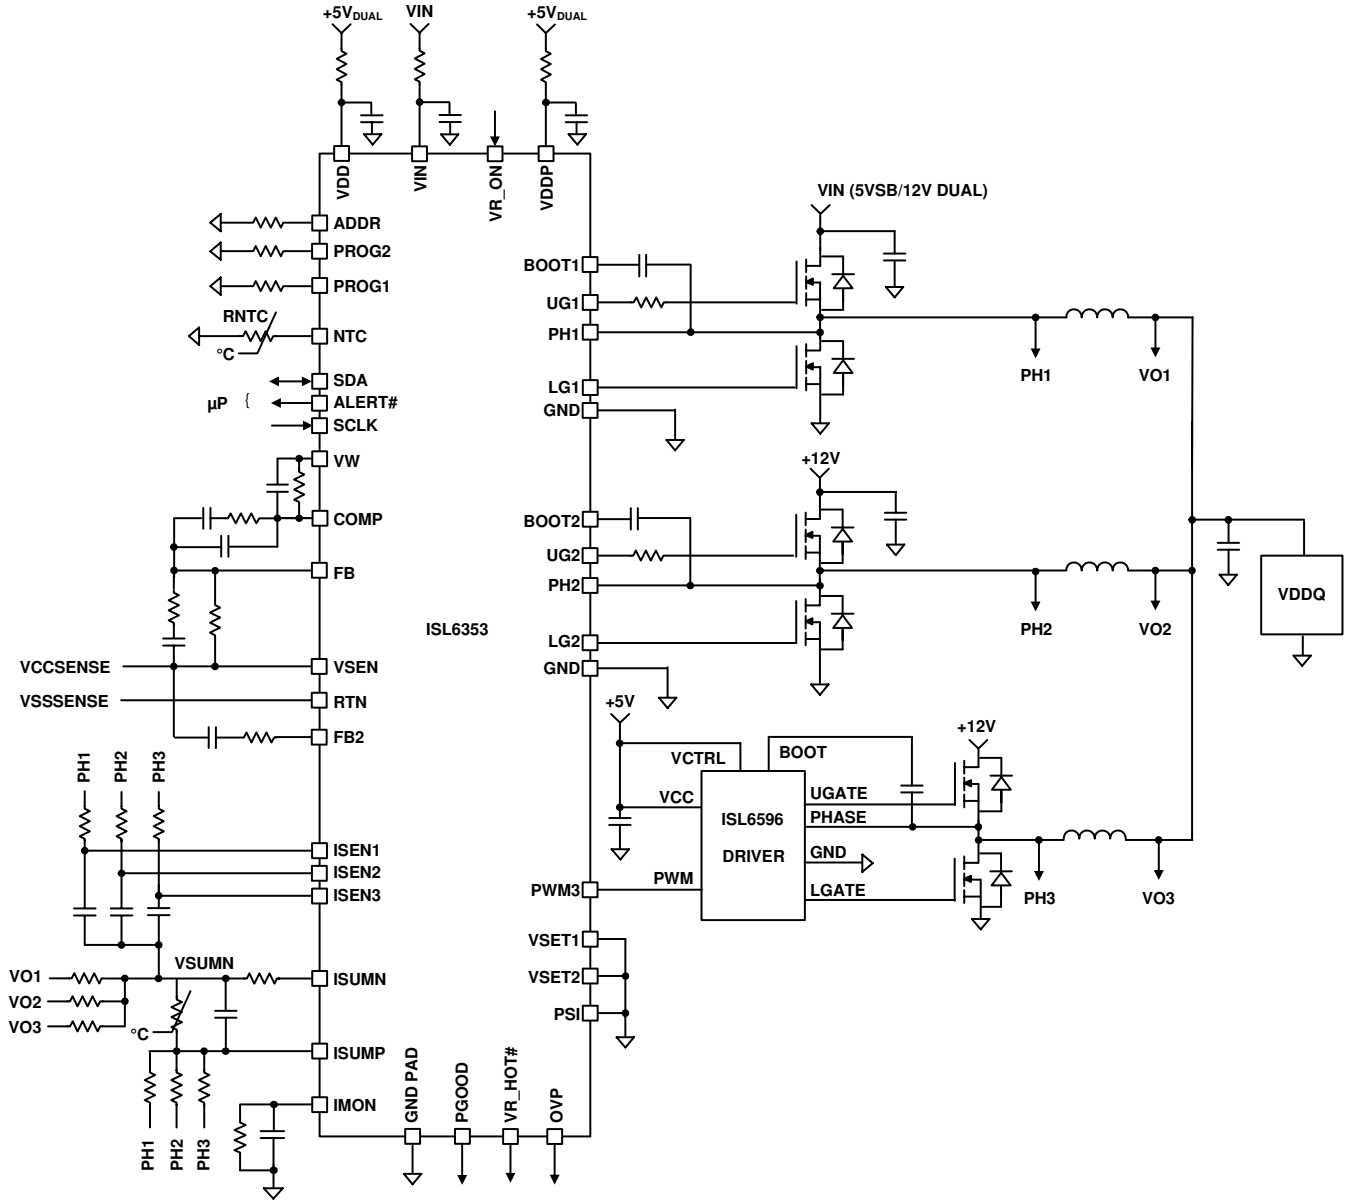 +5VDUAL
VIN
+5VDUAL
VDD
VIN
VR_ON
VDDP
VIN (5VSB/12V DUAL)
ADDR
PROG2
PROG1
RNTC
°C
NTC
SDA
µP {
ALERT#
SCLK
VW
COMP
FB
VCCSENSE
VSEN
VSSSENSE
RTN
FB2
PH1
PH2
PH3
ISEN1
ISEN2
ISEN3
VSUMN
VO1
VO2
VO3
°C
ISUMN
ISUMP
IMON
PH1
PH2
PH3
ISL6353
GND PAD
PGOOD
VR_HOT#
OVP
BOOT1
UG1
PH1
LG1
GND
BOOT2
UG2
PH2
LG2
GND
PWM3
VSET1
VSET2
PSI
PH1
VO1
+12V
PH2
VO2
VDDQ
+5V
VCTRL
BOOT
VCC
PWM
ISL6596
DRIVER
UGATE
PHASE
GND
LGATE
+12V
PH3
VO3